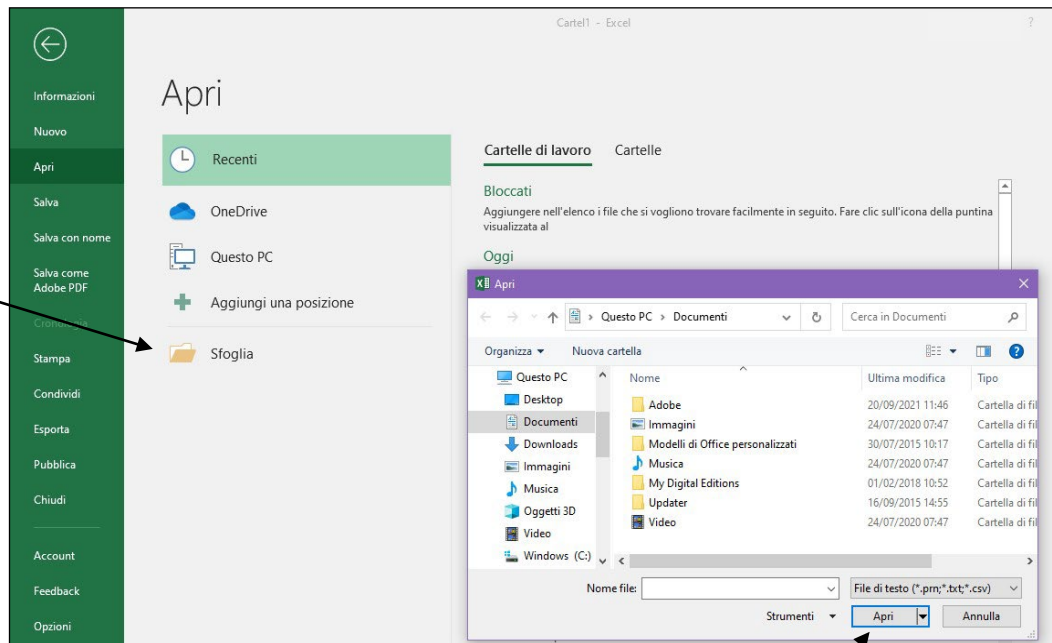 Cartel1 - Excel
?
Informazioni
Nuovo
Apri
Salva
Salva con nome
Salva come
Adobe PDF
Cronologia
Stampa
Condividi
Esporta
Pubblica
Chiudi
Account
Feedback
Opzioni
Apri
Recenti
OneDrive
Questo PC
Aggiungi una posizione
Sfoglia
Cartelle di lavoro Cartelle
Bloccati
Aggiungere nell'elenco i file che si vogliono trovare facilmente in seguito. Fare clic sull'icona della puntina
visualizzata al
Oggi
Apri
Questo PC > Documenti
Cerca in Documenti
Organizza Nuova cartella
Questo PC
Desktop
Documenti
Downloads
Immagini
Musica
Oggetti 3D
Video
Windows (C:)
Nome Ultima modifica Tipo
Adobe 20/09/2021 11:46 Cartella di fil
Immagini 24/07/2020 07:47 Cartella di fil
Modelli di Office personalizzati 30/07/2015 10:17 Cartella di fil
Musica 24/07/2020 07:47 Cartella di fil
My Digital Editions 01/02/2018 10:52 Cartella di fil
Updater 16/09/2015 14:55 Cartella di fil
Video 24/07/2020 07:47 Cartella di fil
Nome file: File di testo (*.prn;*.txt;*.csv)
Strumenti Apri Annulla